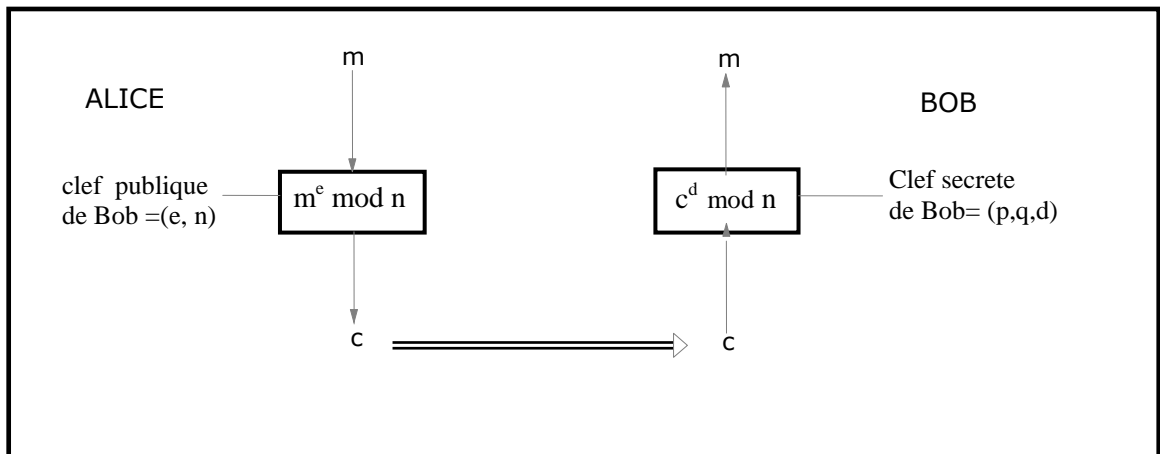 m
m
ALICE
BOB
clef publique
de Bob =(e, n)
m^e mod n
c^d mod n
Clef secrete
de Bob= (p,q,d)
c
c